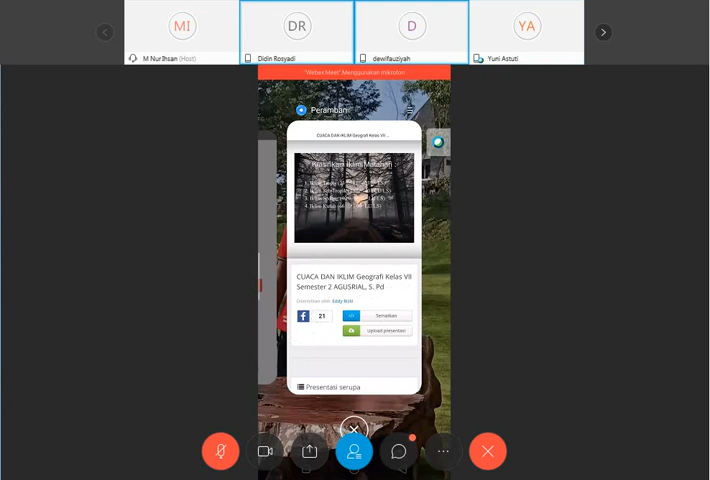 MI
DR
D
YA
M Nur Ihsan (Host)
Didin Rosyadi
dewifauziyah
Yuni Astuti
"Webex Meet" Menggunakan mikrofon
Peramban
CUACA DAN IKLIM Geografi Kelas VII ...
Klasifikasi Iklim Matahari
CUACA DAN IKLIM Geografi Kelas VII
Semester 2 AGUSRIAL, S. Pd
Diterbitkan oleh Eddy Rizki
21
Sematkan
Upload presentasi
Presentasi serupa